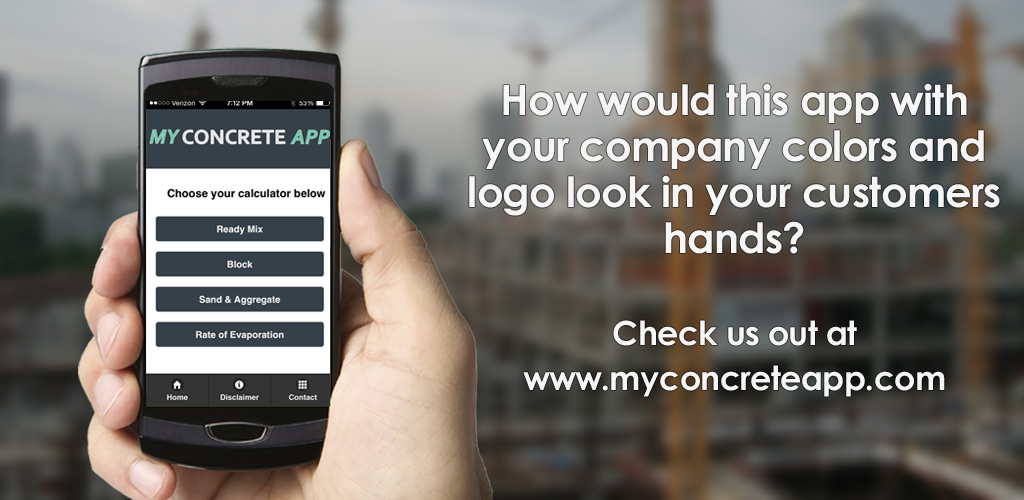 Verizon 7:12 PM 53%
MY CONCRETE APP
Choose your calculator below
Ready Mix
Block
Sand & Aggregate
Rate of Evaporation
Home Disclaimer Contact
How would this app with
your company colors and
logo look in your customers
hands?
Check us out at
www.myconcreteapp.com